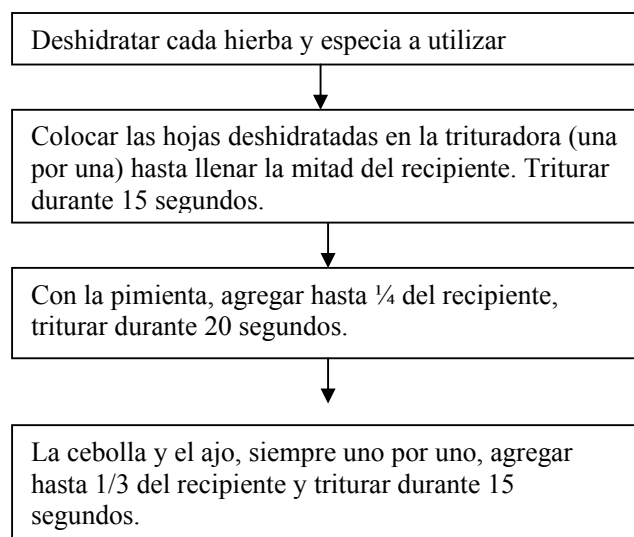 Deshidratar cada hierba y especia a utilizar
Colocar las hojas deshidratadas en la trituradora (una
por una) hasta llenar la mitad del recipiente. Triturar
durante 15 segundos.
Con la pimienta, agregar hasta ¼ del recipiente,
triturar durante 20 segundos.
La cebolla y el ajo, siempre uno por uno, agregar
hasta 1/3 del recipiente y triturar durante 15
segundos.